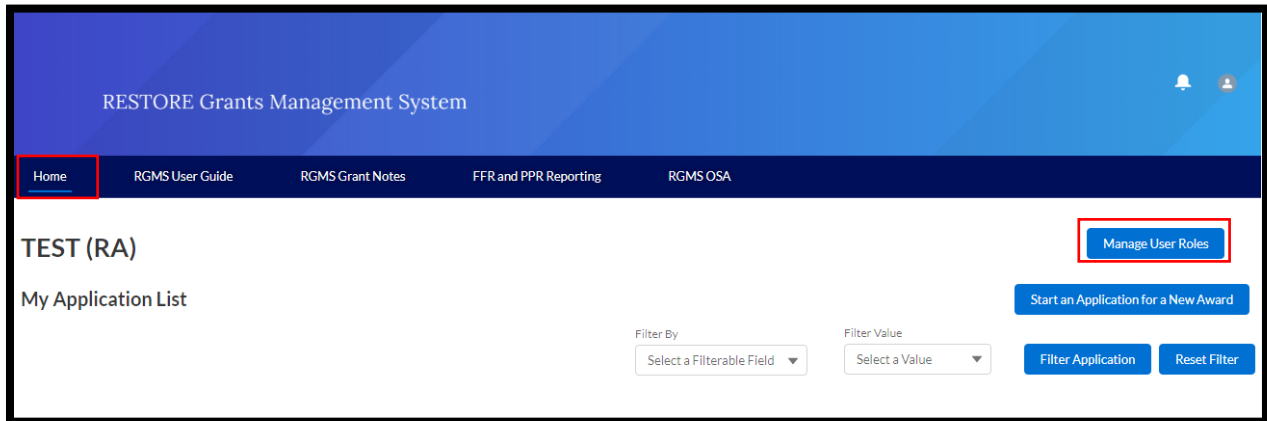 RESTORE Grants Management System
Home RGMS User Guide RGMS Grant Notes FFR and PPR Reporting RGMS OSA
TEST (RA)
Manage User Roles
My Application List
Start an Application for a New Award
Filter By Filter Value
Select a Filterable Field Select a Value Filter Application Reset Filter